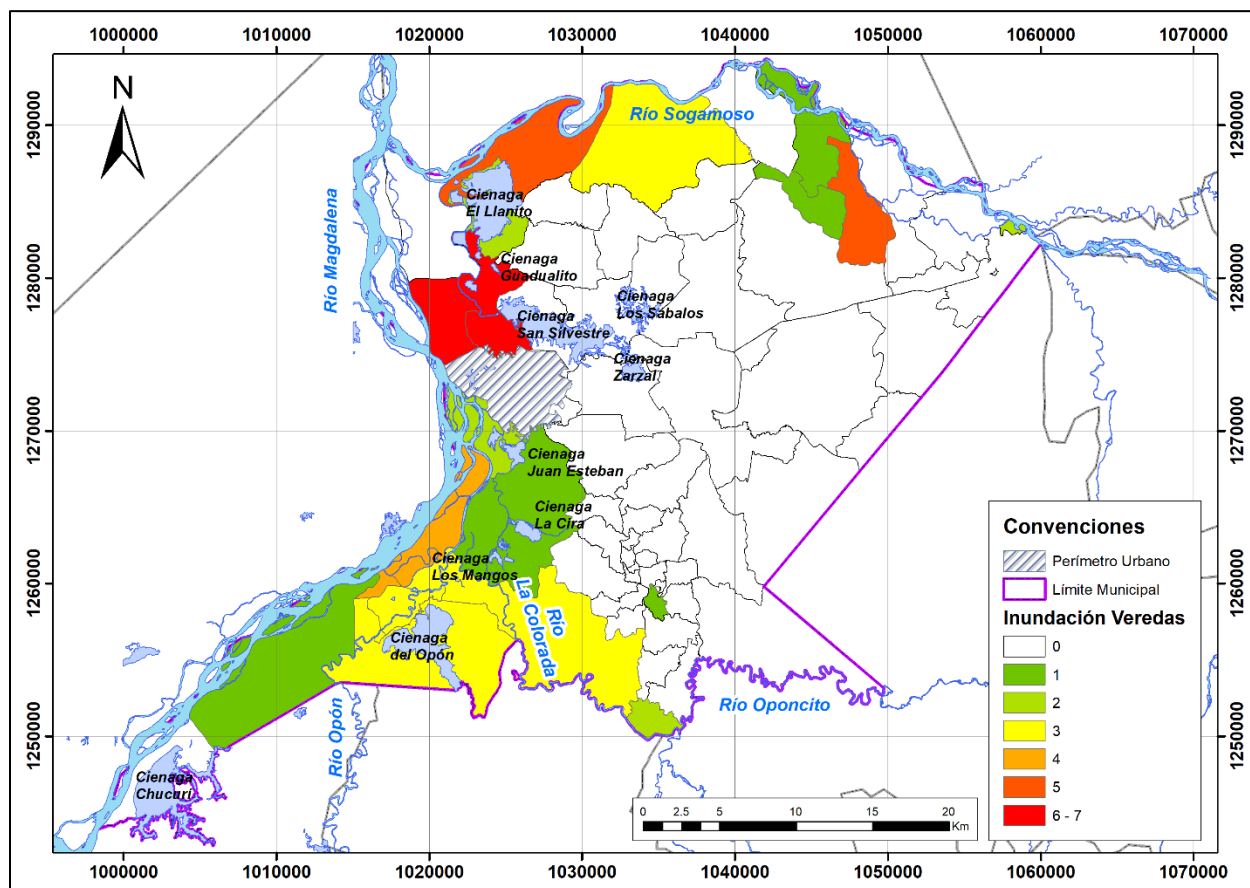 1000000 1010000 1020000 1030000 1040000 1050000 1060000 1070000
1290000
1280000
1270000
1260000
1250000
1290000
1280000
1270000
1260000
1250000
N
Río Sogamoso
Río Magdalena
Cienaga
El Llanito
Cienaga
Guadualito
Cienaga
Los Sábalos
Cienaga
San Silvestre
Cienaga
Zarzal
Cienaga
Juan Esteban
Cienaga
La Cira
Cienaga
Los Mangos
Río
La Colorada
Cienaga
del Opón
Río Oponcito
Río Opón
Cienaga
Chucurí
Convenciones
Perímetro Urbano
Límite Municipal
Inundación Veredas
0
1
2
3
4
5
6 - 7
0 2.5 5 10 15 20
Km
1000000 1010000 1020000 1030000 1040000 1050000 1060000 1070000